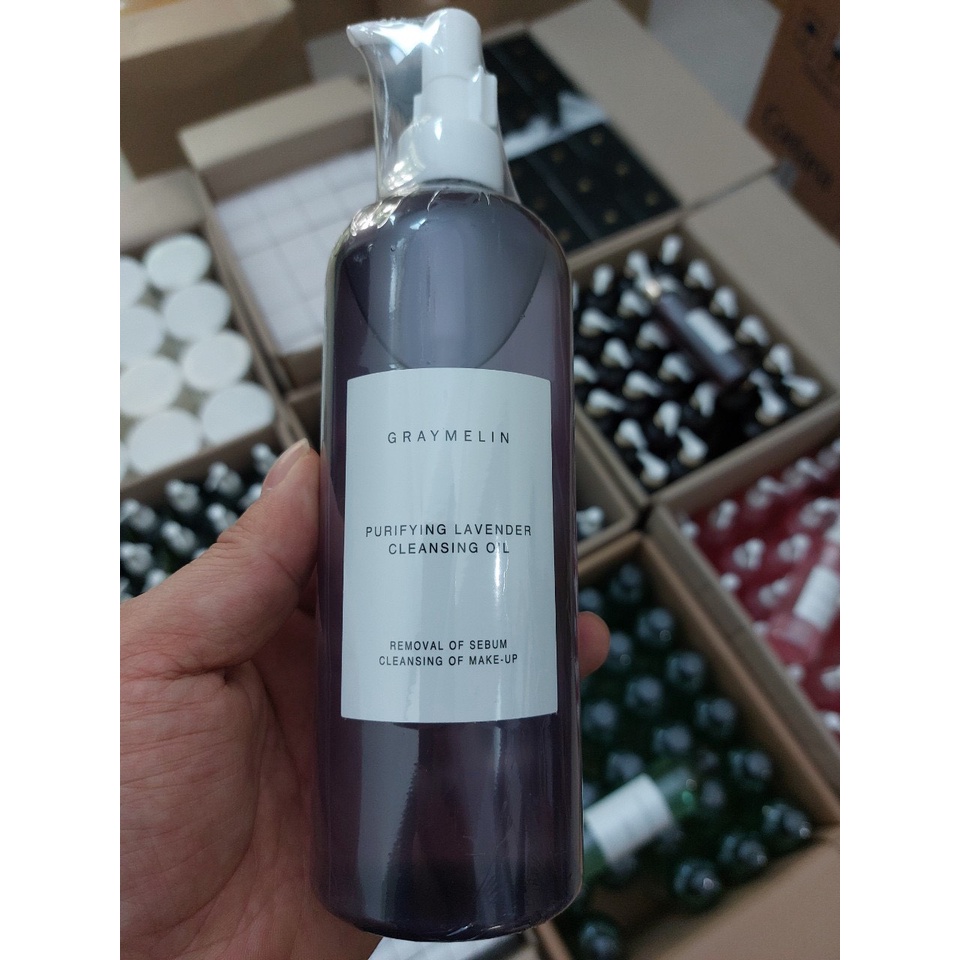 GRAYMELIN
PURIFYING LAVENDER
CLEANSING OIL
REMOVAL OF SEBUM
CLEANSING OF MAKE-UP